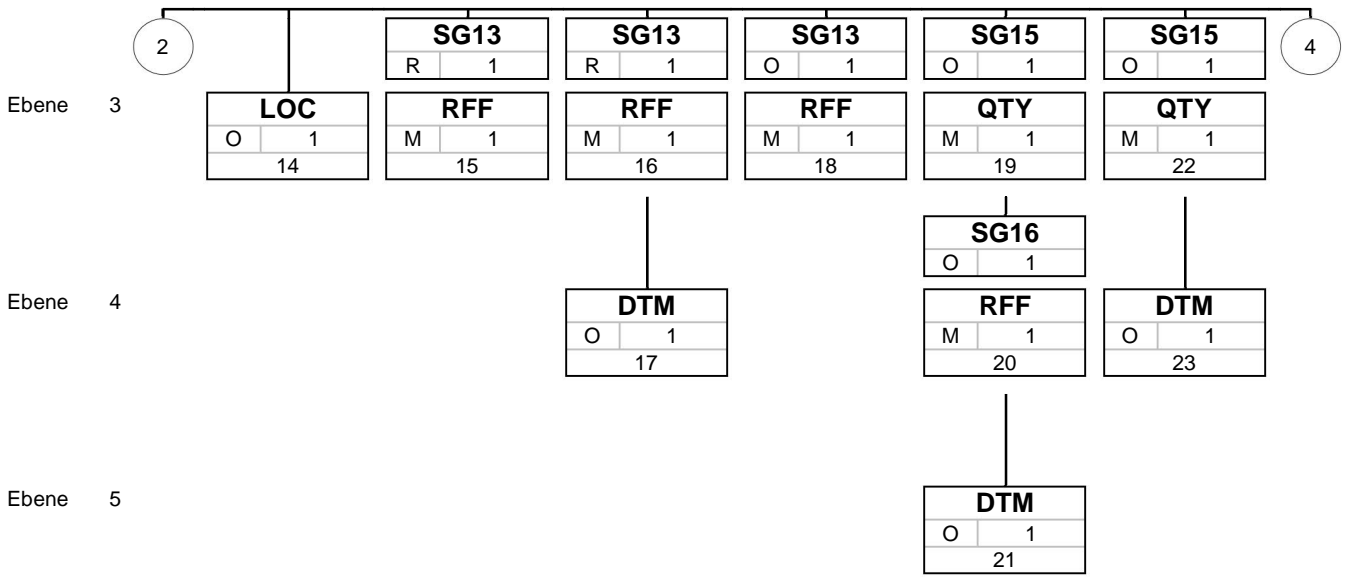 2 SG13 SG13 SG13 SG15 SG15 4
R 1 R 1 O 1 O 1 O 1
Ebene 3 LOC RFF RFF RFF QTY QTY
O 1 M 1 M 1 M 1 M 1 M 1
14 15 16 18 19 22
SG16
O 1
Ebene 4 DTM RFF DTM
O 1 M 1 O 1
17 20 23
Ebene 5 DTM
O 1
21